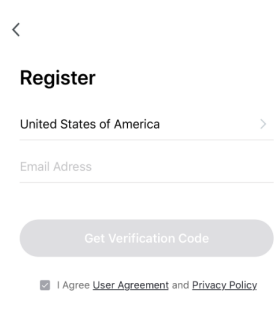 Register
United States of America
Email Adress
Get Verification Code
I Agree User Agreement and Privacy Policy